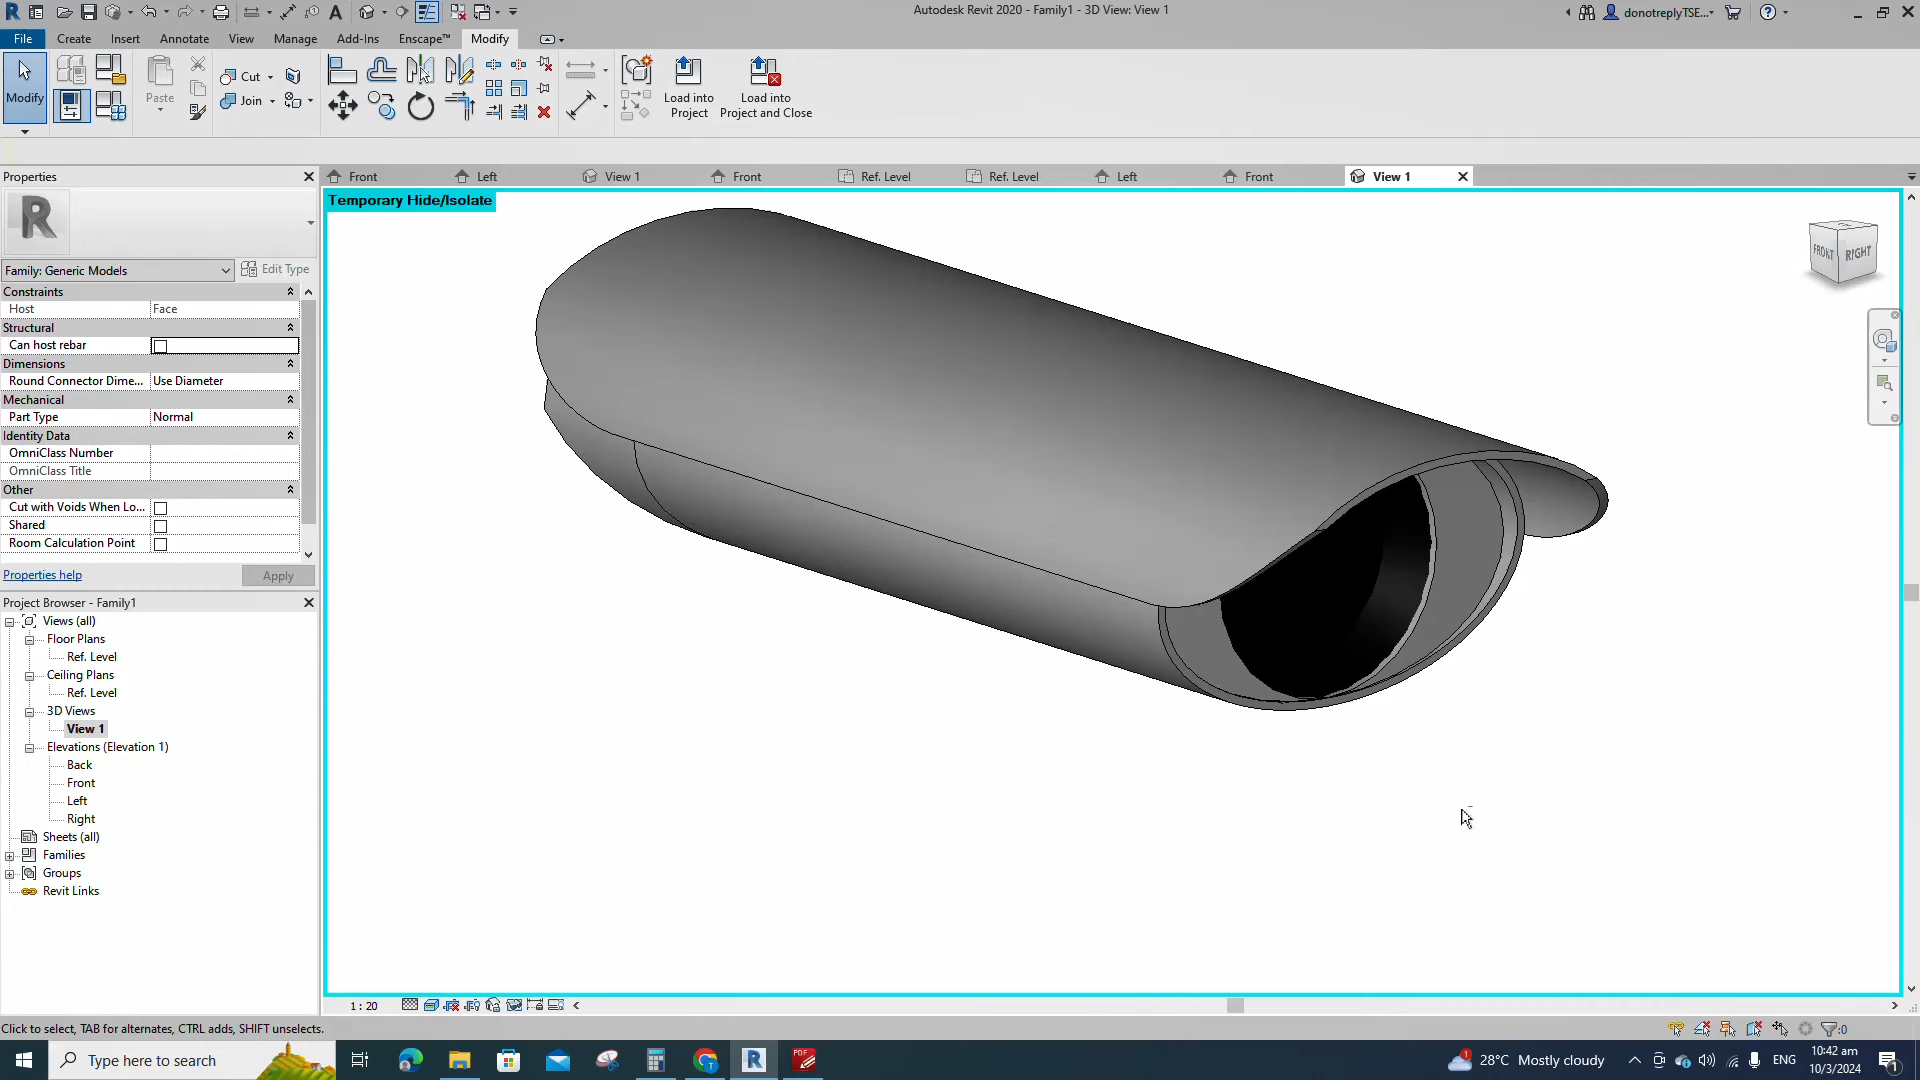 Autodesk Revit 2020 - Family1 - 3D View: View 1
donotreplyTSE...
File
Create
Insert
Annotate
View
Manage
Add-Ins
Enscape™
Modify
Modify
Paste
Cut
Join
Load into
Project
Load into
Project and Close
Properties
Front
Left
View 1
Front
Ref. Level
Ref. Level
Left
Front
View 1
Temporary Hide/Isolate
FRONT
RIGHT
Family: Generic Models
Edit Type
Constraints
Host
Face
Structural
Can host rebar
Dimensions
Round Connector Dime...
Use Diameter
Mechanical
Part Type
Normal
Identity Data
OmniClass Number
OmniClass Title
Other
Cut with Voids When Lo...
Shared
Room Calculation Point
Properties help
Apply
Project Browser - Family1
Views (all)
Floor Plans
Ref. Level
Ceiling Plans
Ref. Level
3D Views
View 1
Elevations (Elevation 1)
Back
Front
Left
Right
Sheets (all)
Families
Groups
Revit Links
1 : 20
Click to select, TAB for alternates, CTRL adds, SHIFT unselects.
:0
Type here to search
28°C Mostly cloudy
ENG
10:42 am
10/3/2024